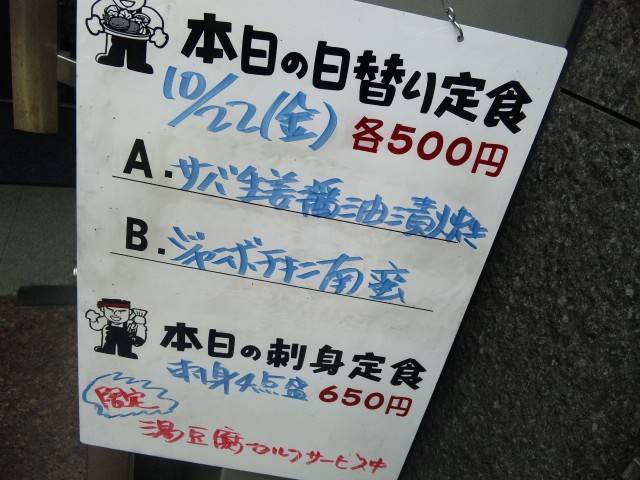 本日の日替り定食
10/22(金) 各500円
A. サバ生姜醤油漬焼
B. ジャンボチキン南蛮
本日の刺身定食
刺身4点盛 650円
限定
湯豆腐セルフサービス中